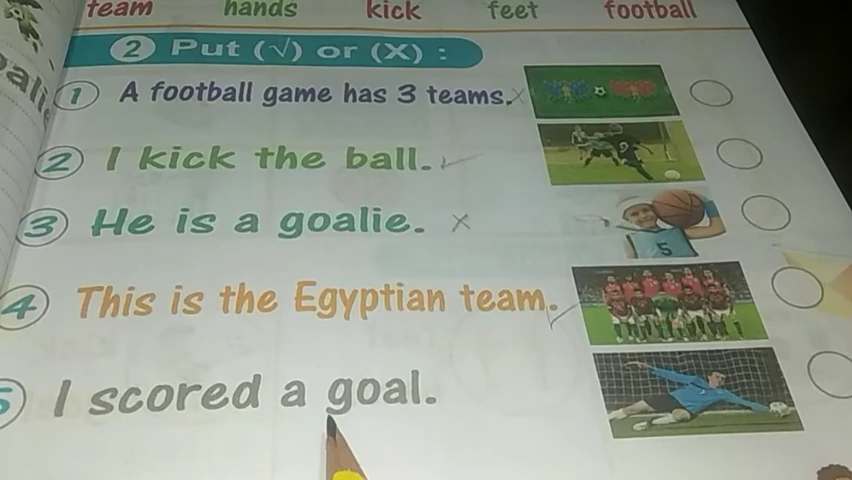 team hands kick feet football
2 Put (√) or (X) :
1 A football game has 3 teams. X
2 I kick the ball. ✓
3 He is a goalie. X
4 This is the Egyptian team. ✓
5 I scored a goal.